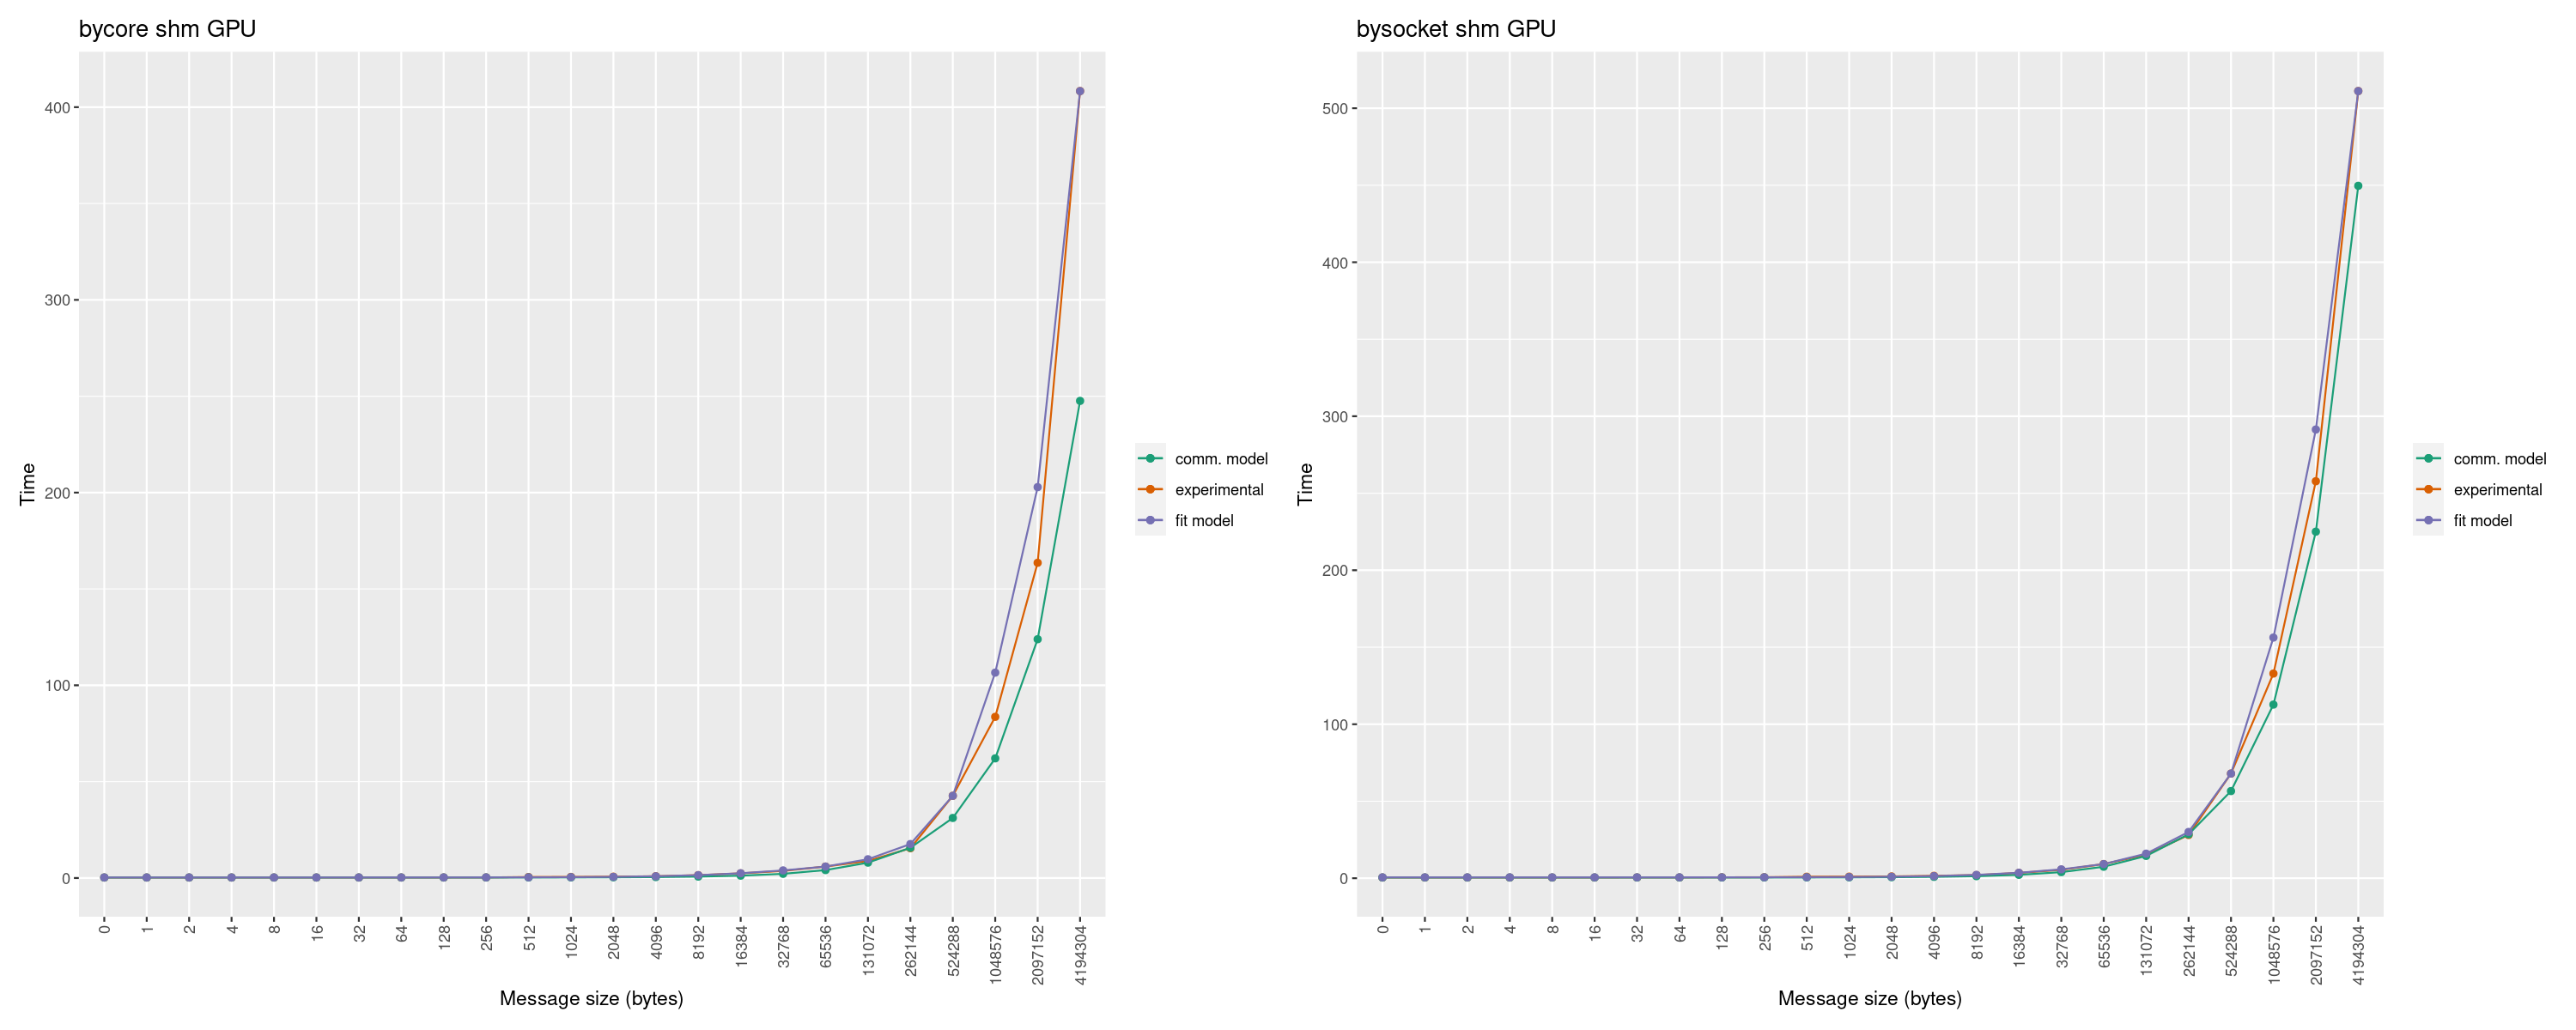 bycore shm GPU
400
300
200
100
0
Time
0 1 2 4 8 16 32 64 128 256 512 1024 2048 4096 8192 16384 32768 65536 131072 262144 524288 1048576 2097152 4194304
Message size (bytes)
comm. model
experimental
fit model
bysocket shm GPU
500
400
300
200
100
0
Time
0 1 2 4 8 16 32 64 128 256 512 1024 2048 4096 8192 16384 32768 65536 131072 262144 524288 1048576 2097152 4194304
Message size (bytes)
comm. model
experimental
fit model